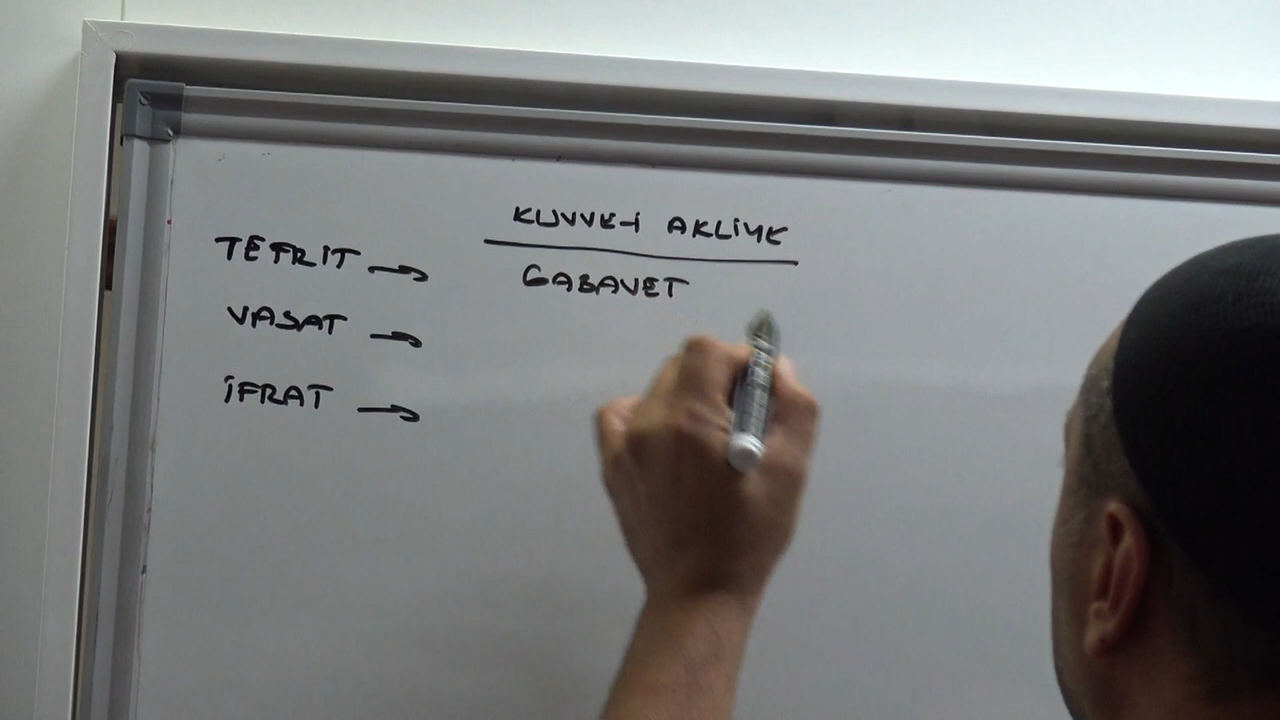 KUVVE-İ AKLİYE
TEFRİT → GABAVET
VASAT →
İFRAT →